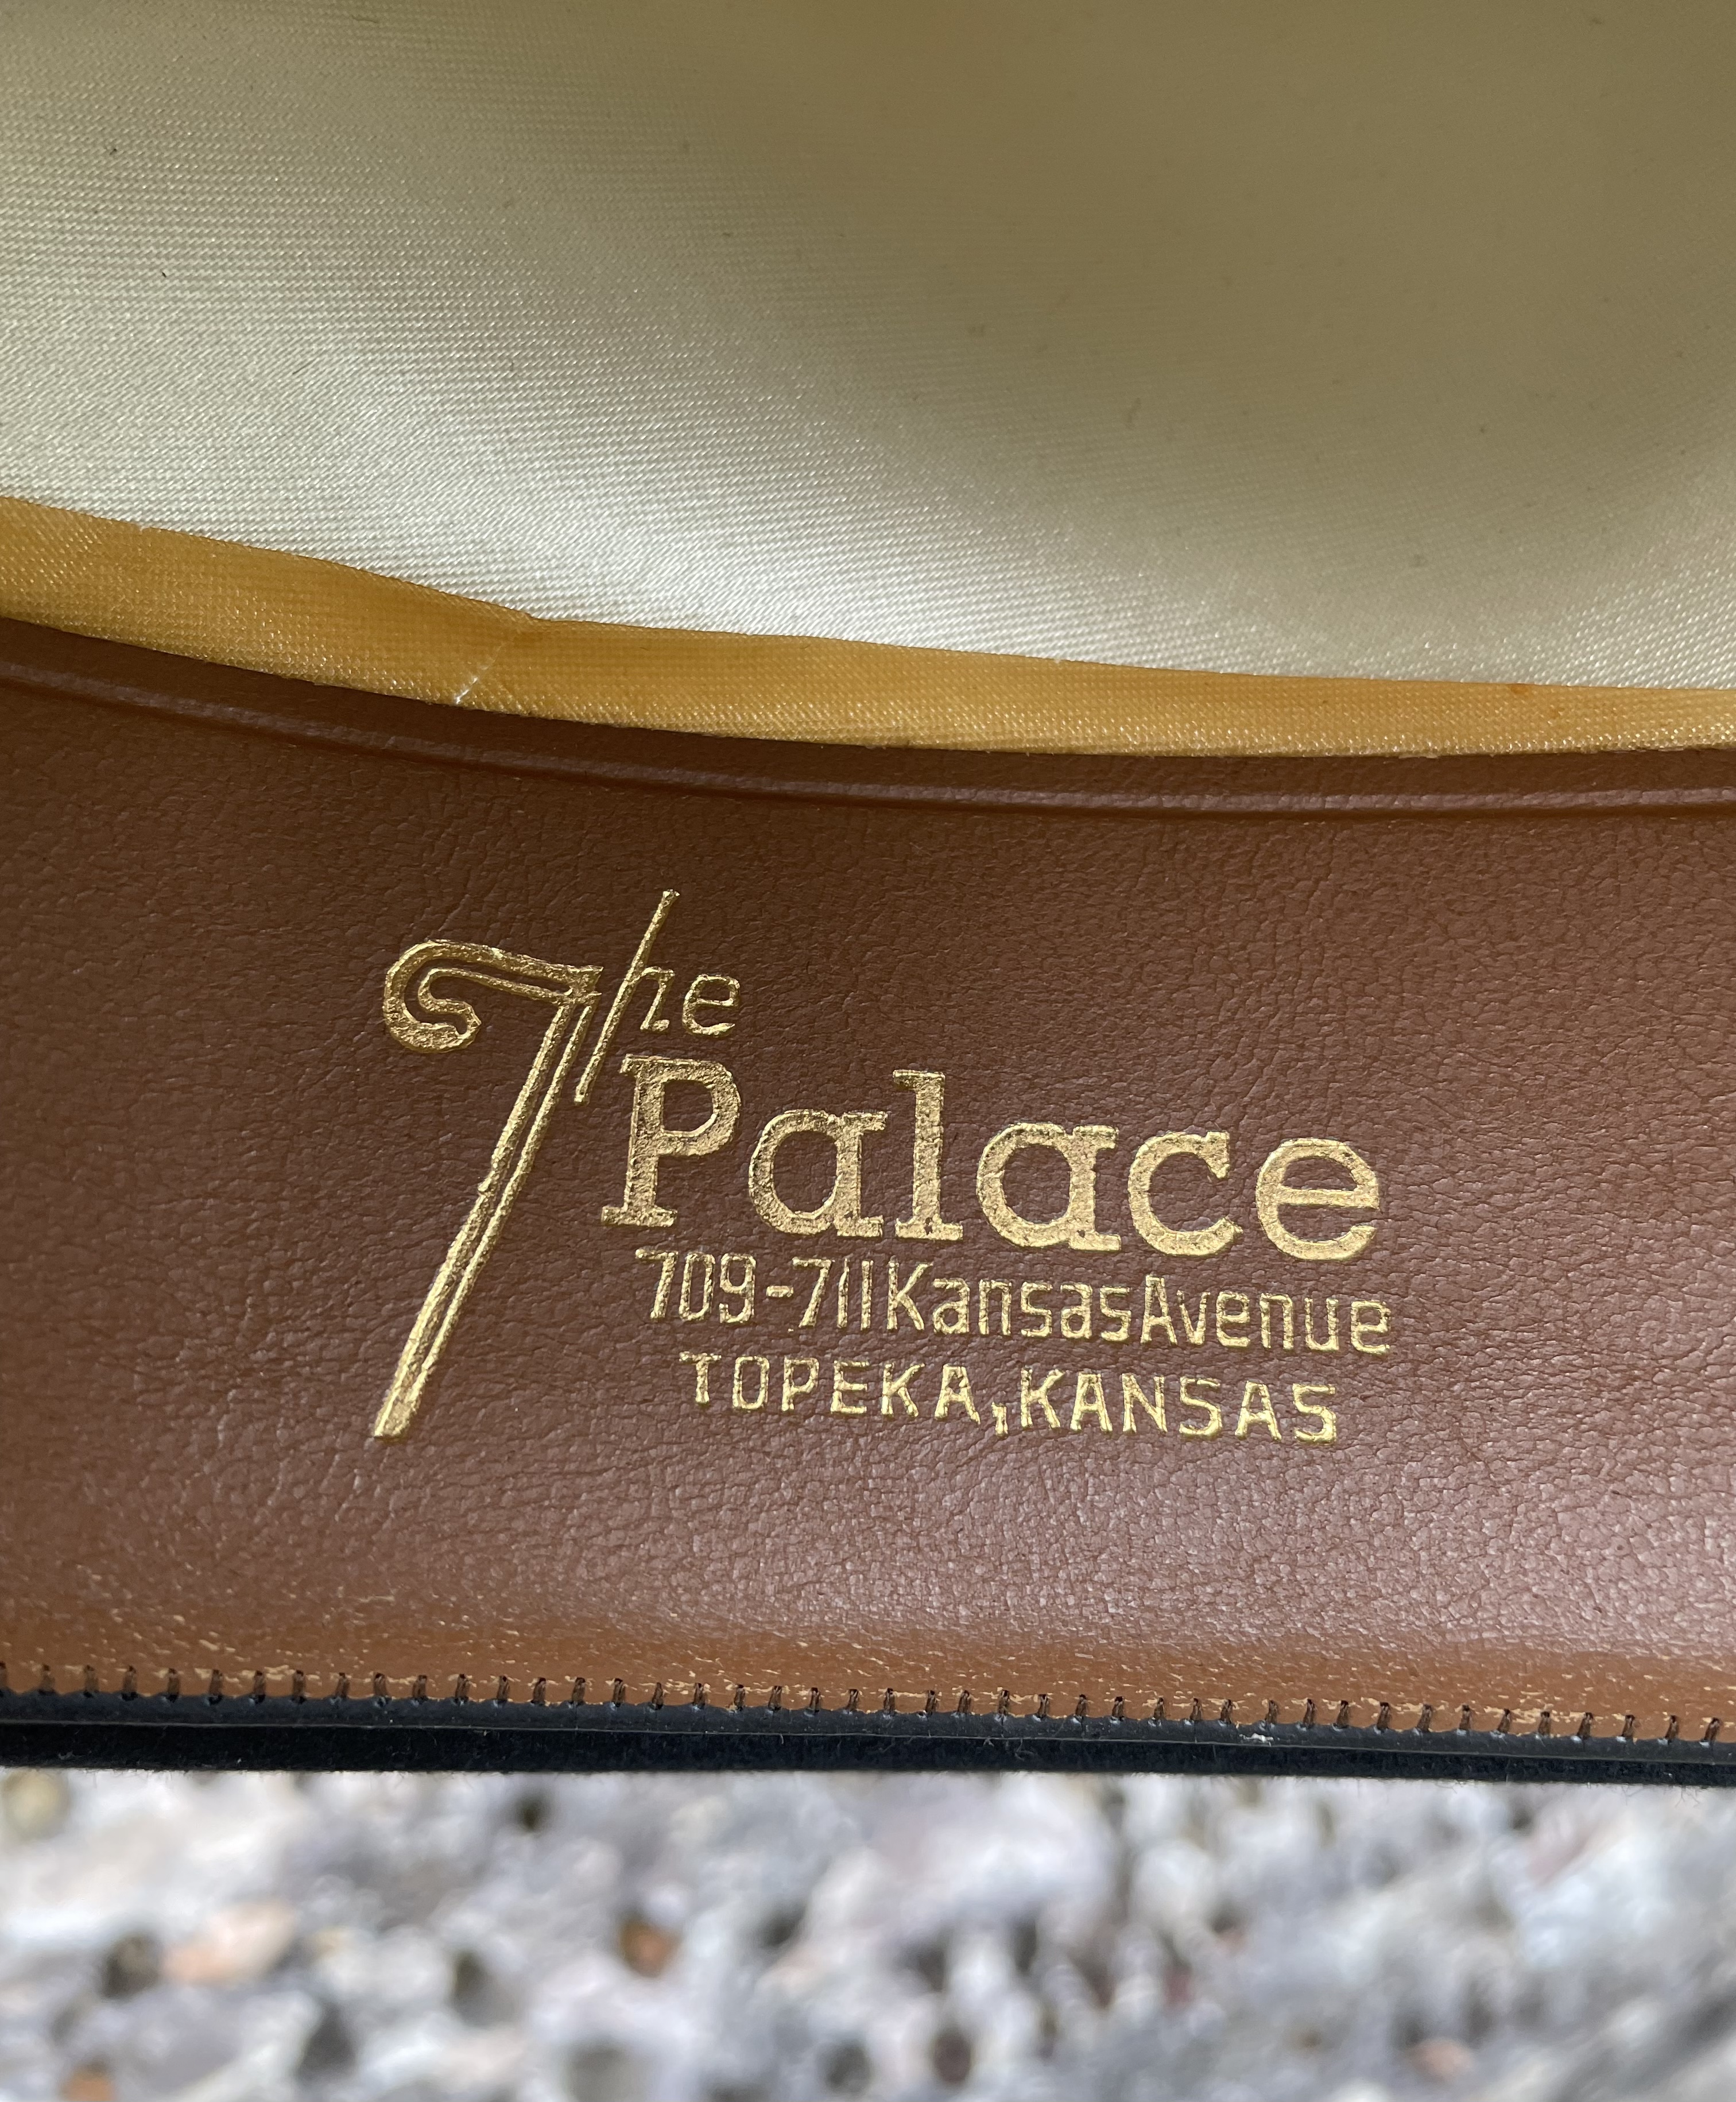 The
Palace
709-711 Kansas Avenue
TOPEKA, KANSAS